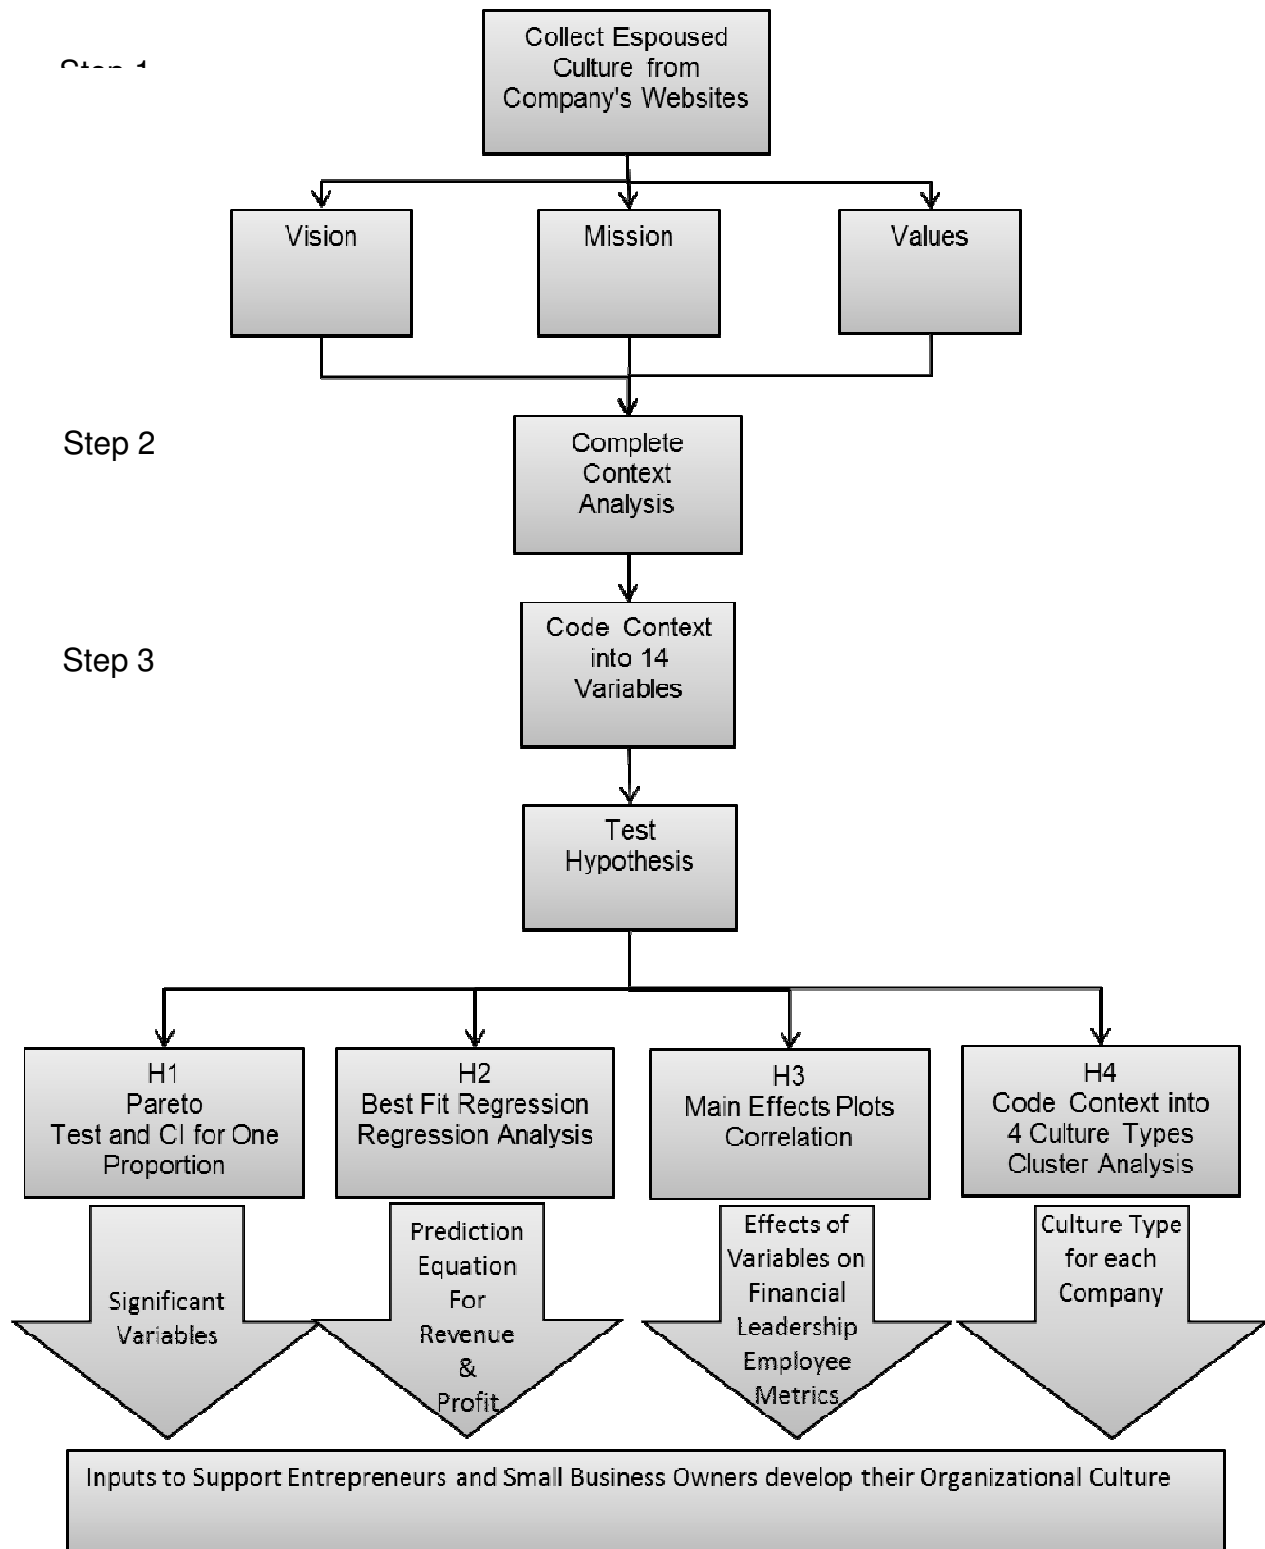 Collect Espoused
Culture from
Company's Websites
Vision
Mission
Values
Step 2
Complete
Context
Analysis
Step 3
Code Context
into 14
Variables
Test
Hypothesis
H1
Pareto
Test and CI for One
Proportion
H2
Best Fit Regression
Regression Analysis
H3
Main Effects Plots
Correlation
H4
Code Context into
4 Culture Types
Cluster Analysis
Significant
Variables
Prediction
Equation
For
Revenue
&
Profit
Effects of
Variables on
Financial
Leadership
Employee
Metrics
Culture Type
for each
Company
Inputs to Support Entrepreneurs and Small Business Owners develop their Organizational Culture